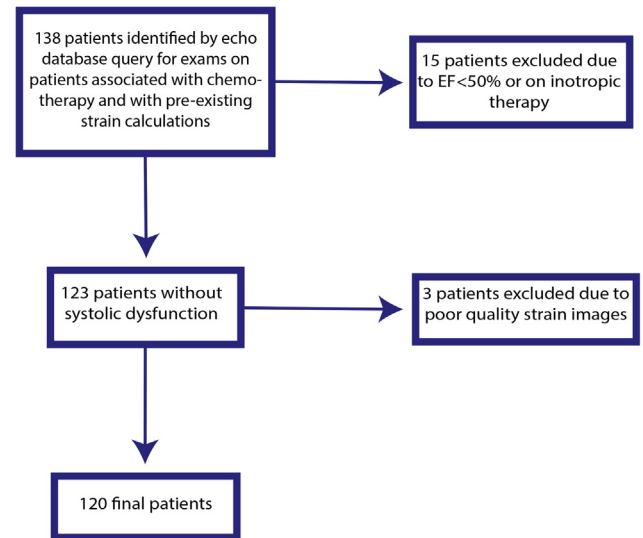 138 patients identified by echo
database query for exams on
patients associated with chemo-
therapy and with pre-existing
strain calculations
15 patients excluded due
to EF<50% or on inotropic
therapy
123 patients without
systolic dysfunction
3 patients excluded due to
poor quality strain images
120 final patients